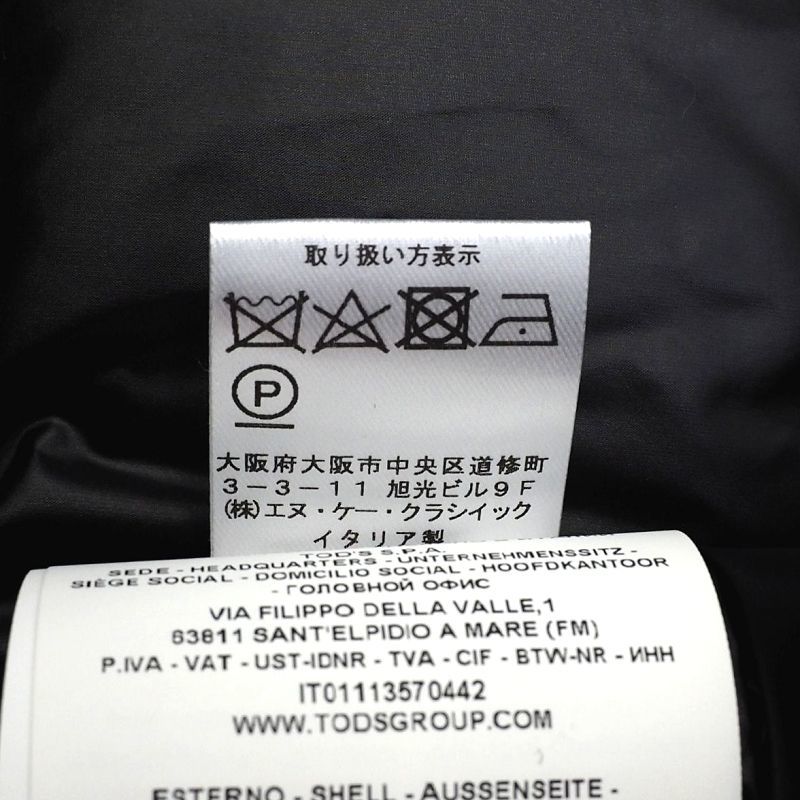 取り扱い方表示
P
大阪府大阪市中央区道修町
3-3-11 旭光ビル9F
(株)エヌ・ケー・クラシイック
イタリア製
TOD'S S.P.A.
SEDE - HEADQUARTERS - UNTERNEHMENSSITZ -
SIÈGE SOCIAL - DOMICILIO SOCIAL - HOOFDKANTOOR
- ГОЛОВНОЙ ОФИС
VIA FILIPPO DELLA VALLE,1
63811 SANT'ELPIDIO A MARE (FM)
P.IVA - VAT - UST-IDNR - TVA - CIF - BTW-NR - ИНН
IT01113570442
WWW.TODSGROUP.COM
ESTERNO - SHELL - AUSSENSEITE -